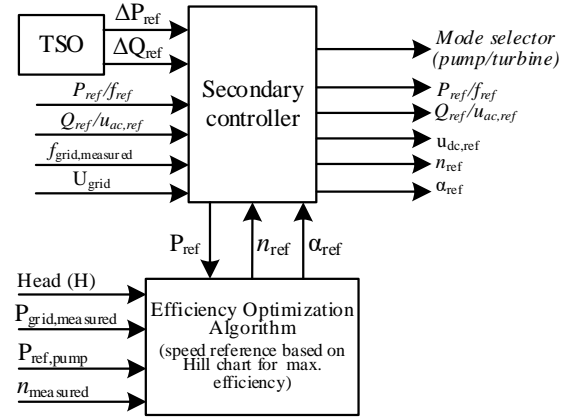 TSO
ΔP_ref
ΔQ_ref
P_ref/f_ref
Q_ref/u_ac,ref
f_grid,measured
U_grid
Secondary
controller
Mode selector
(pump/turbine)
P_ref/f_ref
Q_ref/u_ac,ref
u_dc,ref
n_ref
α_ref
P_ref
n_ref
α_ref
Head (H)
P_grid,measured
P_ref,pump
n_measured
Efficiency Optimization
Algorithm
(speed reference based on
Hill chart for max.
efficiency)